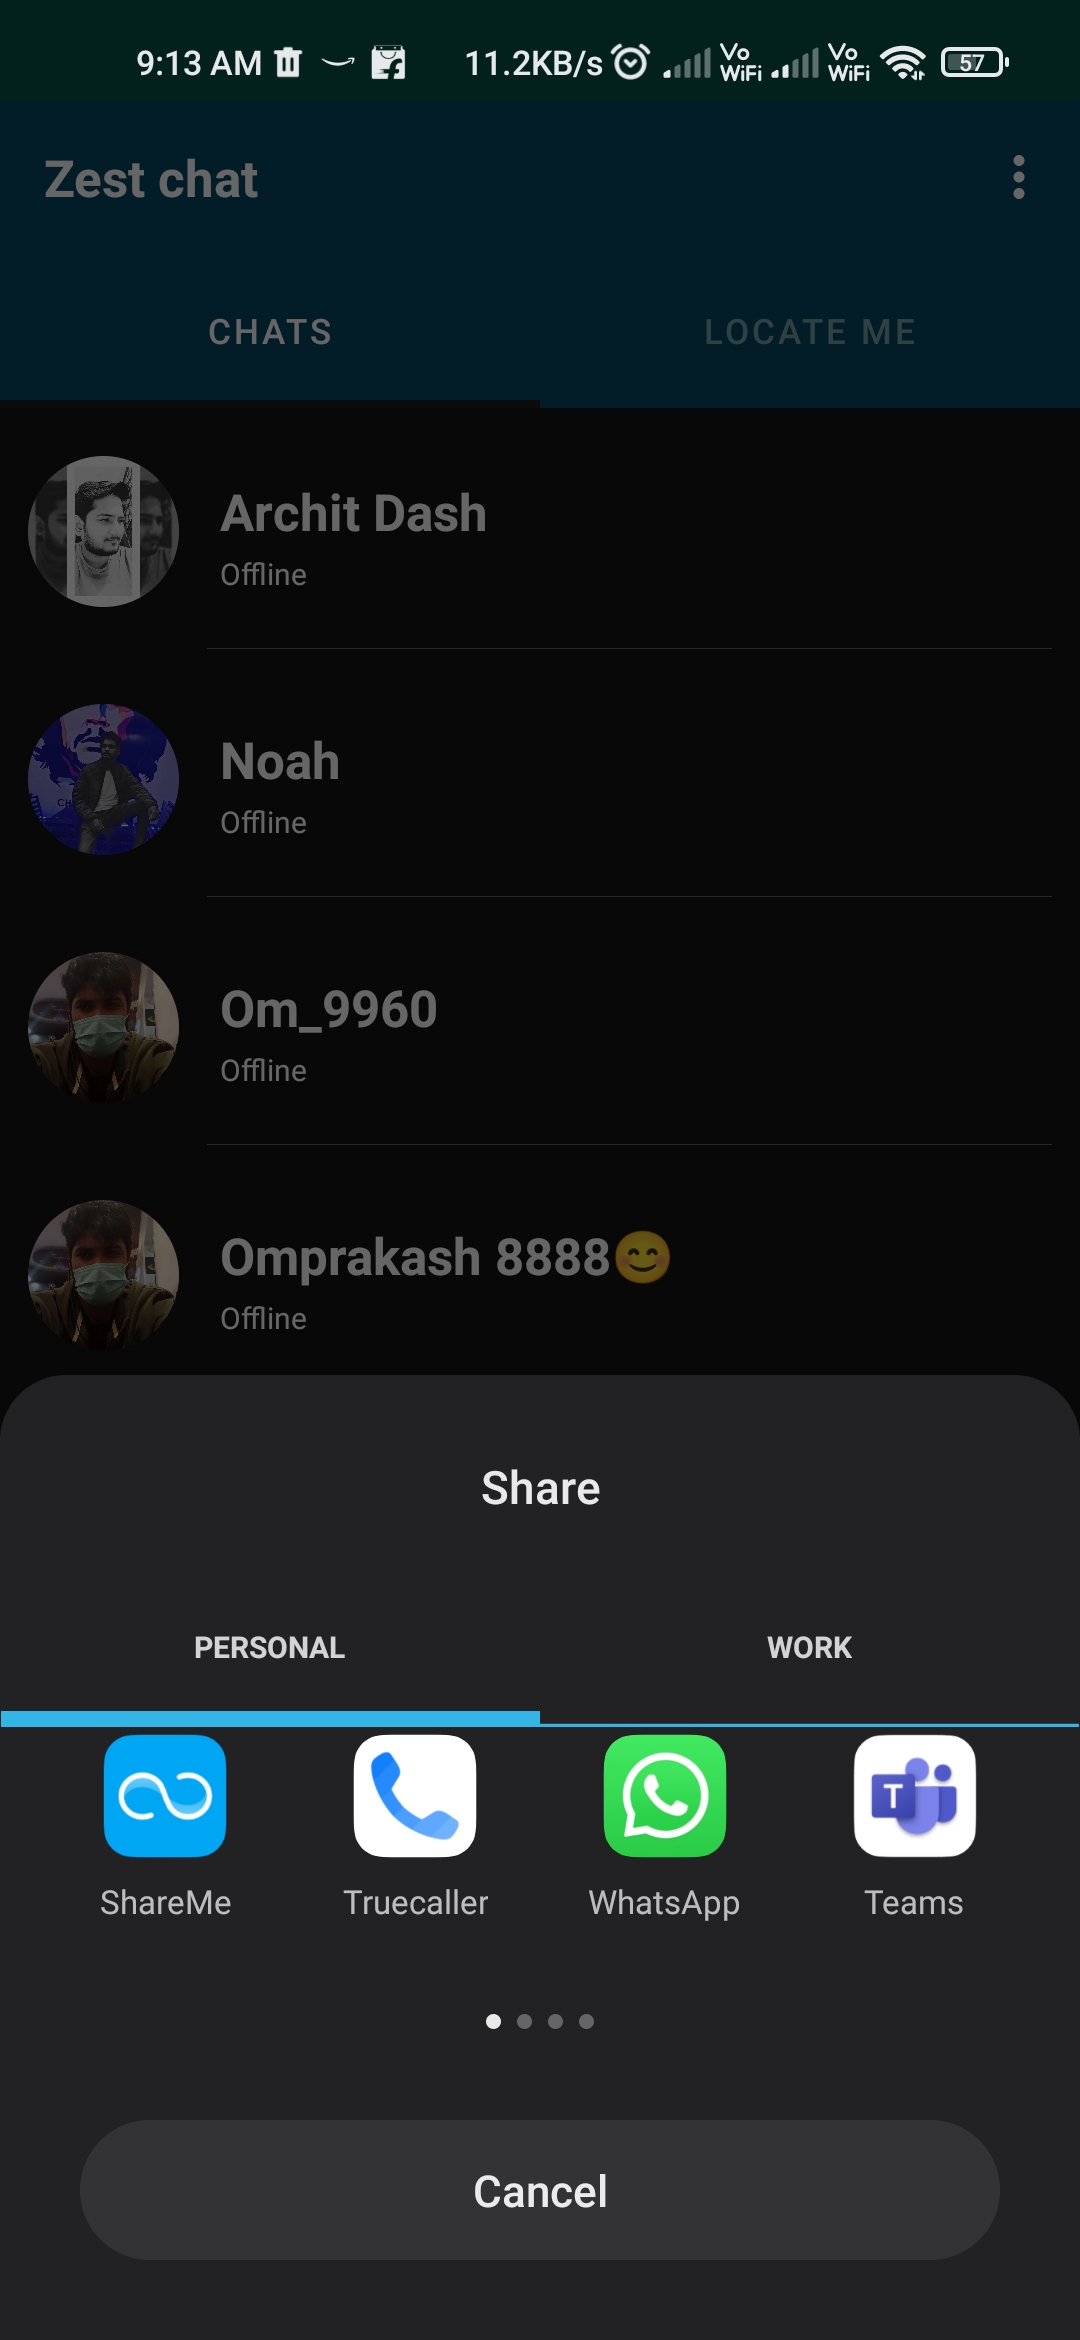 9:13 AM 11.2KB/s Vo WiFi Vo WiFi 57
Zest chat
CHATS LOCATE ME
Archit Dash
Offline
Noah
Offline
Om_9960
Offline
Omprakash 8888😊
Offline
Share
PERSONAL WORK
T
ShareMe Truecaller WhatsApp Teams
Cancel